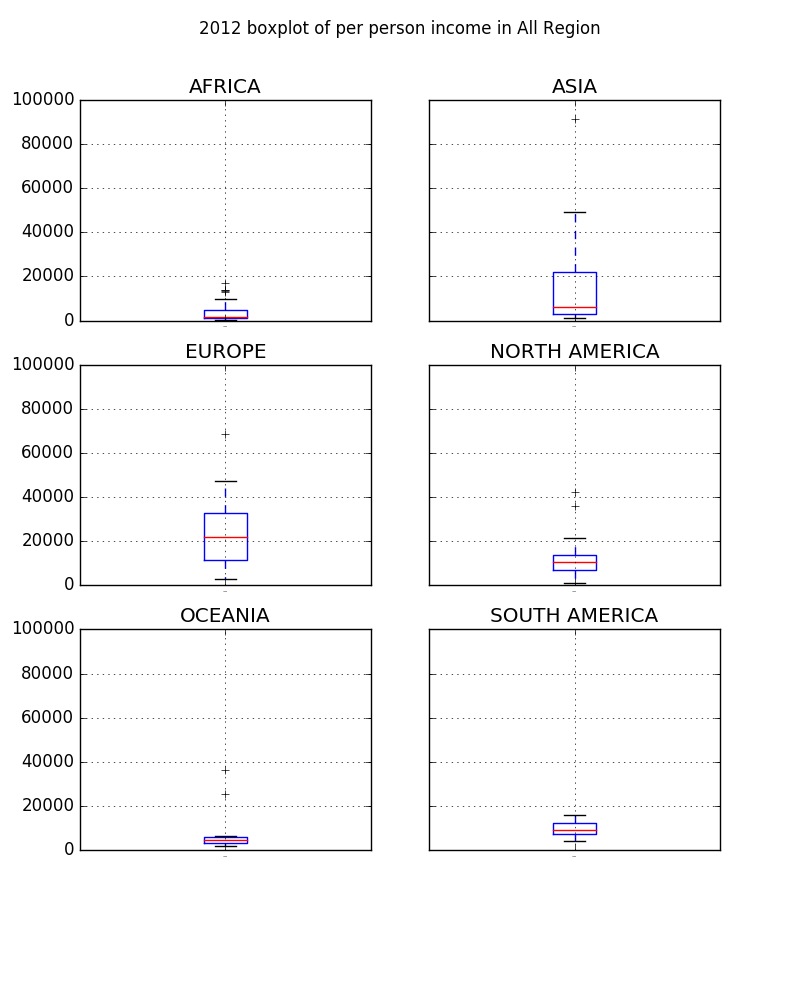 2012 boxplot of per person income in All Region
AFRICA
100000
80000
60000
40000
20000
0
ASIA
EUROPE
100000
80000
60000
40000
20000
0
NORTH AMERICA
OCEANIA
100000
80000
60000
40000
20000
0
SOUTH AMERICA